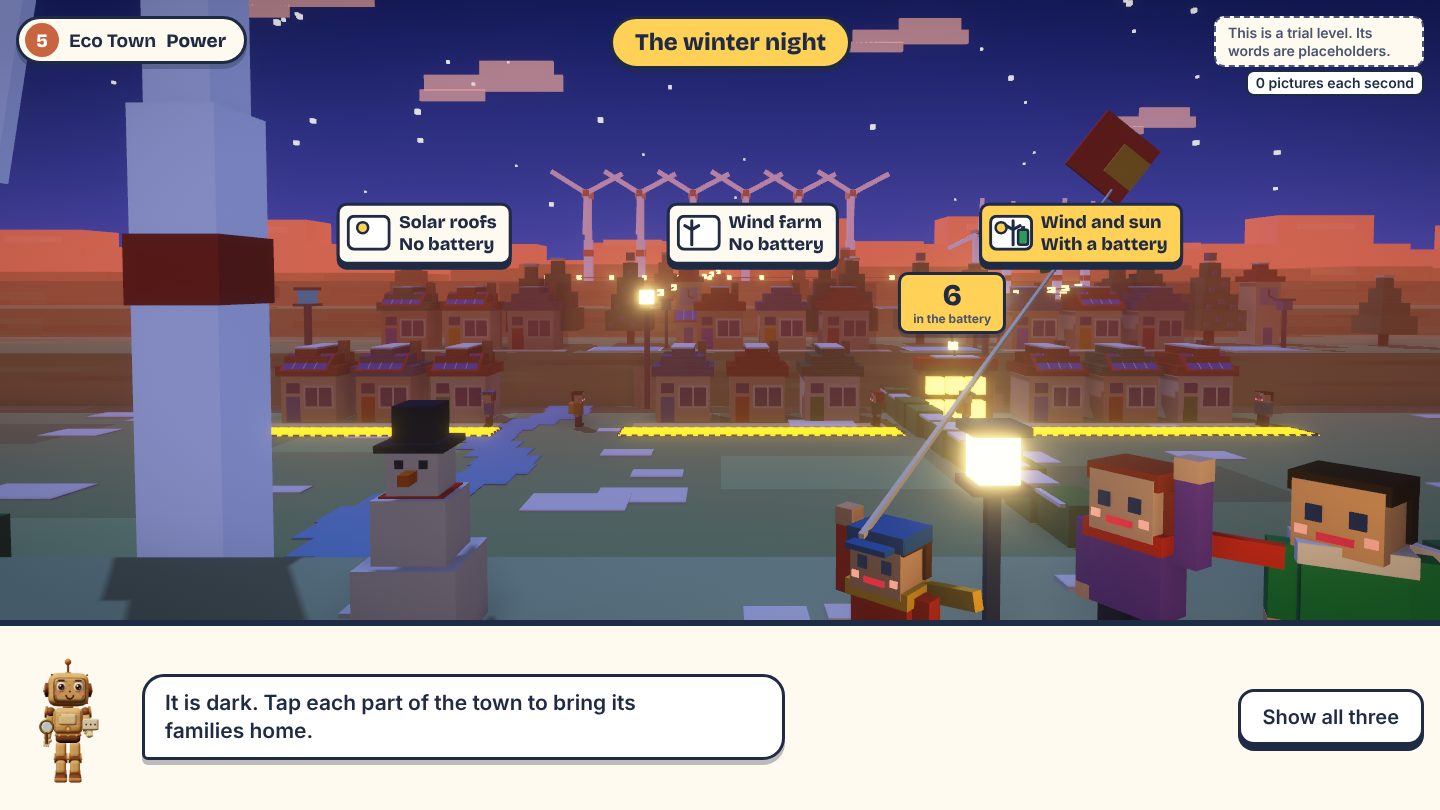 5 Eco Town Power
The winter night
This is a trial level. Its
words are placeholders.
0 pictures each second
Solar roofs
No battery
Wind farm
No battery
Wind and sun
With a battery
6
in the battery
It is dark. Tap each part of the town to bring its
families home.
Show all three